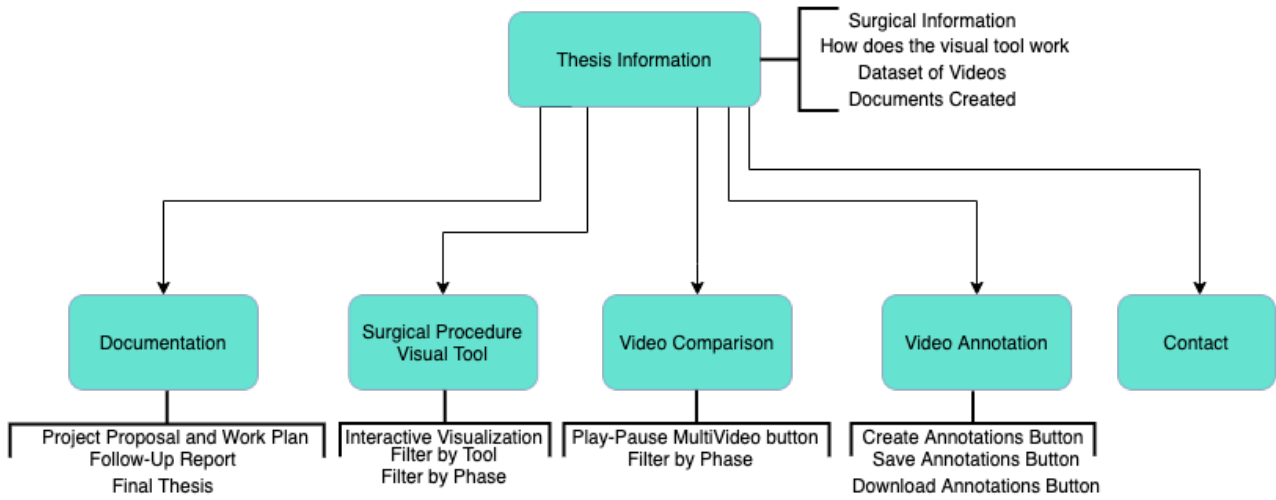 Thesis Information
Surgical Information
How does the visual tool work
Dataset of Videos
Documents Created
Documentation
Surgical Procedure
Visual Tool
Video Comparison
Video Annotation
Contact
Project Proposal and Work Plan
Follow-Up Report
Final Thesis
Interactive Visualization
Filter by Tool
Filter by Phase
Play-Pause MultiVideo button
Filter by Phase
Create Annotations Button
Save Annotations Button
Download Annotations Button